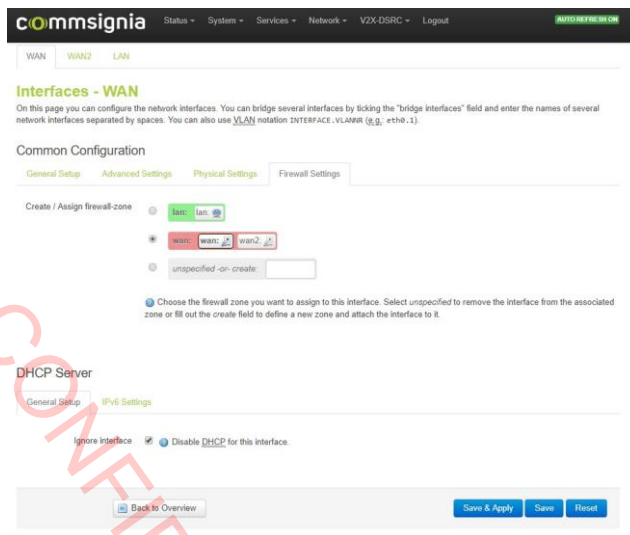 commsignia Status System Services Network V2X-DSRC Logout AUTO REFRESH ON
WAN WAN2 LAN
Interfaces - WAN
On this page you can configure the network interfaces. You can bridge several interfaces by ticking the "bridge interfaces" field and enter the names of several
network interfaces separated by spaces. You can also use VLAN notation INTERFACE.VLANNR (e.g.: eth0.1).
Common Configuration
General Setup Advanced Settings Physical Settings Firewall Settings
Create / Assign firewall-zone
lan: lan:
wan: wan: wan2:
unspecified -or- create:
Choose the firewall zone you want to assign to this interface. Select unspecified to remove the interface from the associated
zone or fill out the create field to define a new zone and attach the interface to it.
DHCP Server
General Setup IPv6 Settings
Ignore interface Disable DHCP for this interface.
Back to Overview Save & Apply Save Reset
CONFI